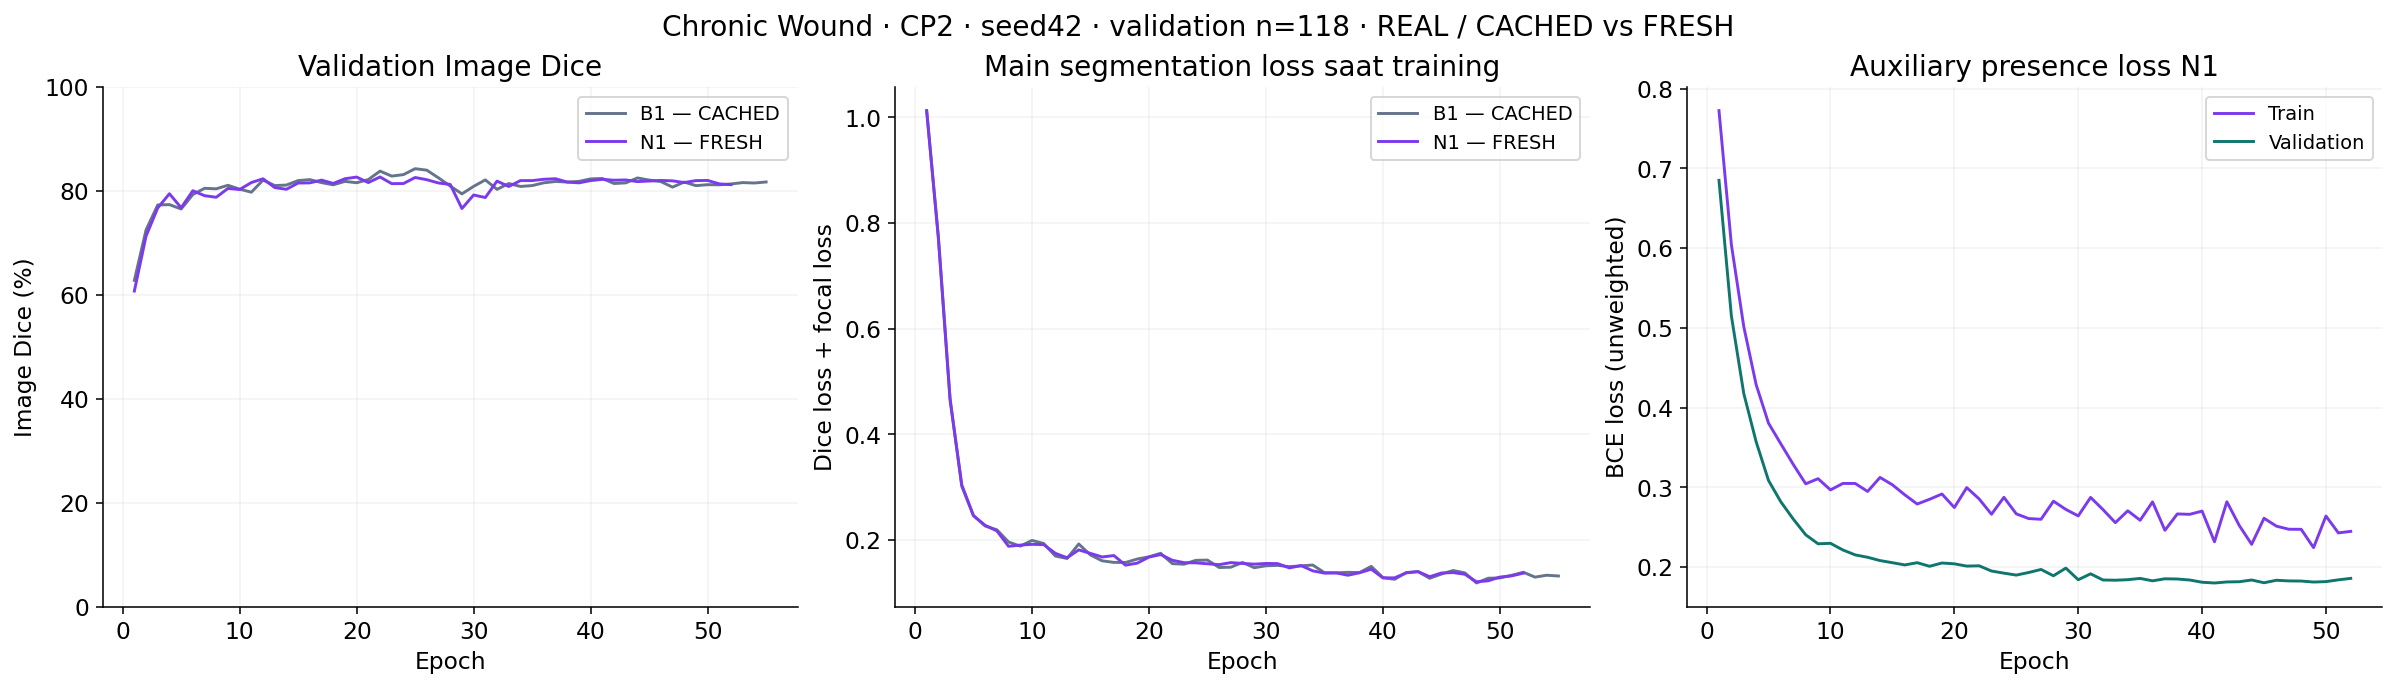 Chronic Wound · CP2 · seed42 · validation n=118 · REAL / CACHED vs FRESH
Validation Image Dice
Image Dice (%)
100
80
60
40
20
0
B1 — CACHED
N1 — FRESH
0 10 20 30 40 50
Epoch
Main segmentation loss saat training
Dice loss + focal loss
1.0
0.8
0.6
0.4
0.2
B1 — CACHED
N1 — FRESH
0 10 20 30 40 50
Epoch
Auxiliary presence loss N1
BCE loss (unweighted)
0.8
0.7
0.6
0.5
0.4
0.3
0.2
Train
Validation
0 10 20 30 40 50
Epoch